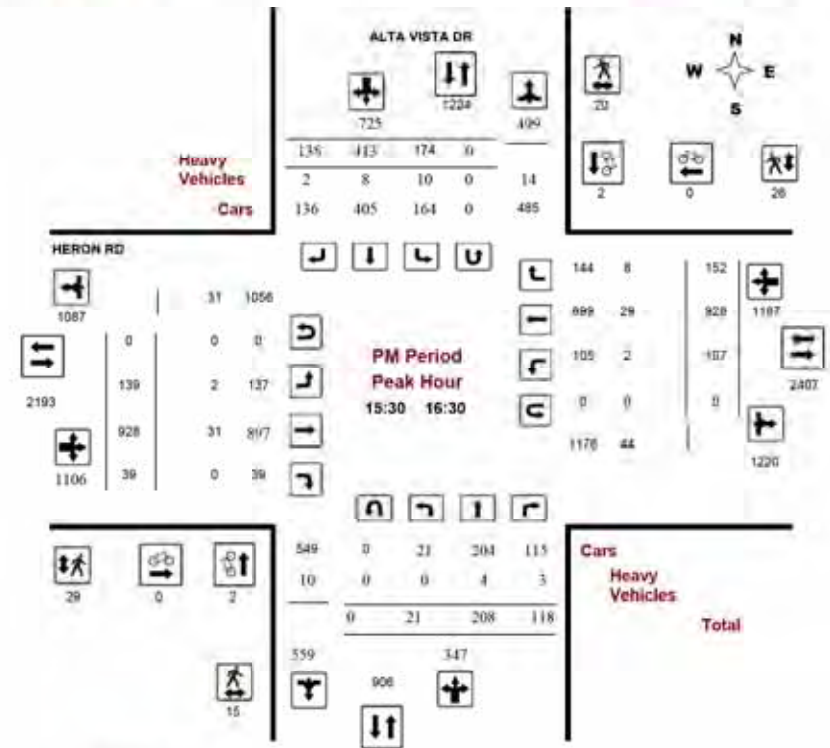 ALTA VISTA DR
N
W E
S
1224
20
725 499
138 413 174 0
Heavy
Vehicles
2 8 10 0 14
Cars
136 405 164 0 485
2 0 26
HERON RD
1087
31 1056
144 8 152
1187
0 0 0
899 29 928
PM Period
Peak Hour
15:30 16:30
2193
139 2 137
105 2 107
2407
928 31 897
0 0 0
1106
39 0 39
1176 44
1220
549 0 21 204 115
Cars
10 0 0 4 3
Heavy
Vehicles
29 0 2
0 21 208 118
Total
559 347
906
15